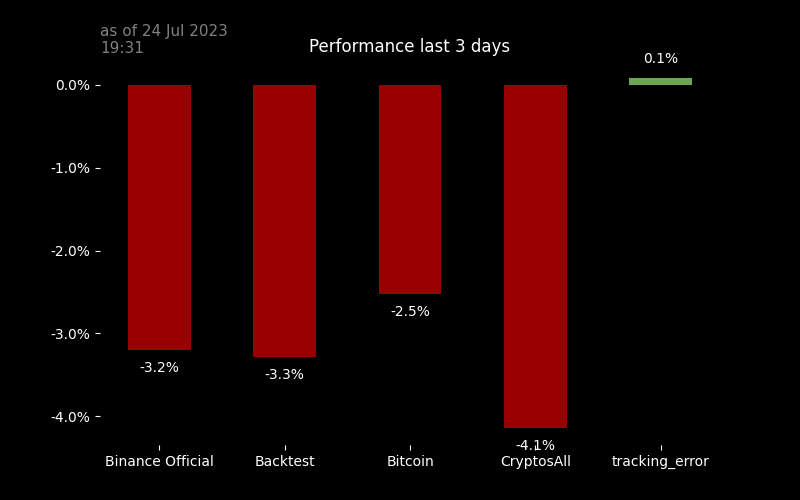 as of 24 Jul 2023
19:31
Performance last 3 days
0.1%
0.0%
-1.0%
-2.0%
-3.0%
-4.0%
-3.2%
-3.3%
-2.5%
-4.1%
Binance Official
Backtest
Bitcoin
CryptosAll
tracking_error